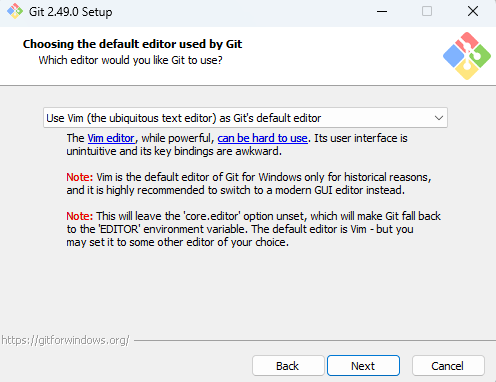 Git 2.49.0 Setup
Choosing the default editor used by Git
Which editor would you like Git to use?
Use Vim (the ubiquitous text editor) as Git's default editor
The Vim editor, while powerful, can be hard to use. Its user interface is
unintuitive and its key bindings are awkward.
Note: Vim is the default editor of Git for Windows only for historical reasons,
and it is highly recommended to switch to a modern GUI editor instead.
Note: This will leave the 'core.editor' option unset, which will make Git fall back
to the 'EDITOR' environment variable. The default editor is Vim - but you
may set it to some other editor of your choice.
https://gitforwindows.org/
Back
Next
Cancel